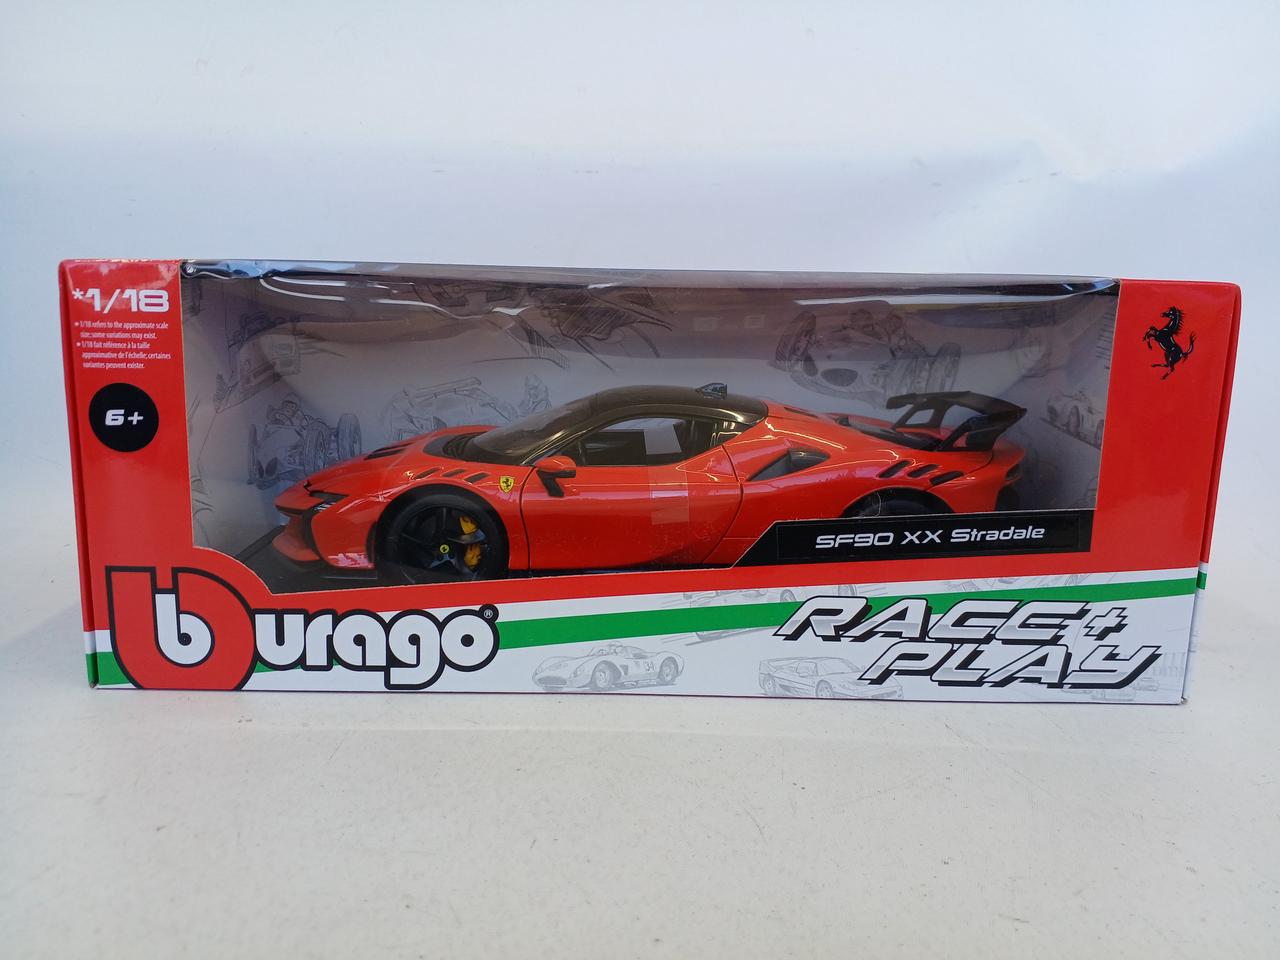 *1/18
* 1/18 refers to the approximate scale
size; some variations may exist.
* 1/18 fait référence à la taille
approximative de l'échelle; certaines
variantes peuvent exister.
6+
SF90 XX Stradale
burago®
RACE+
PLAY
34